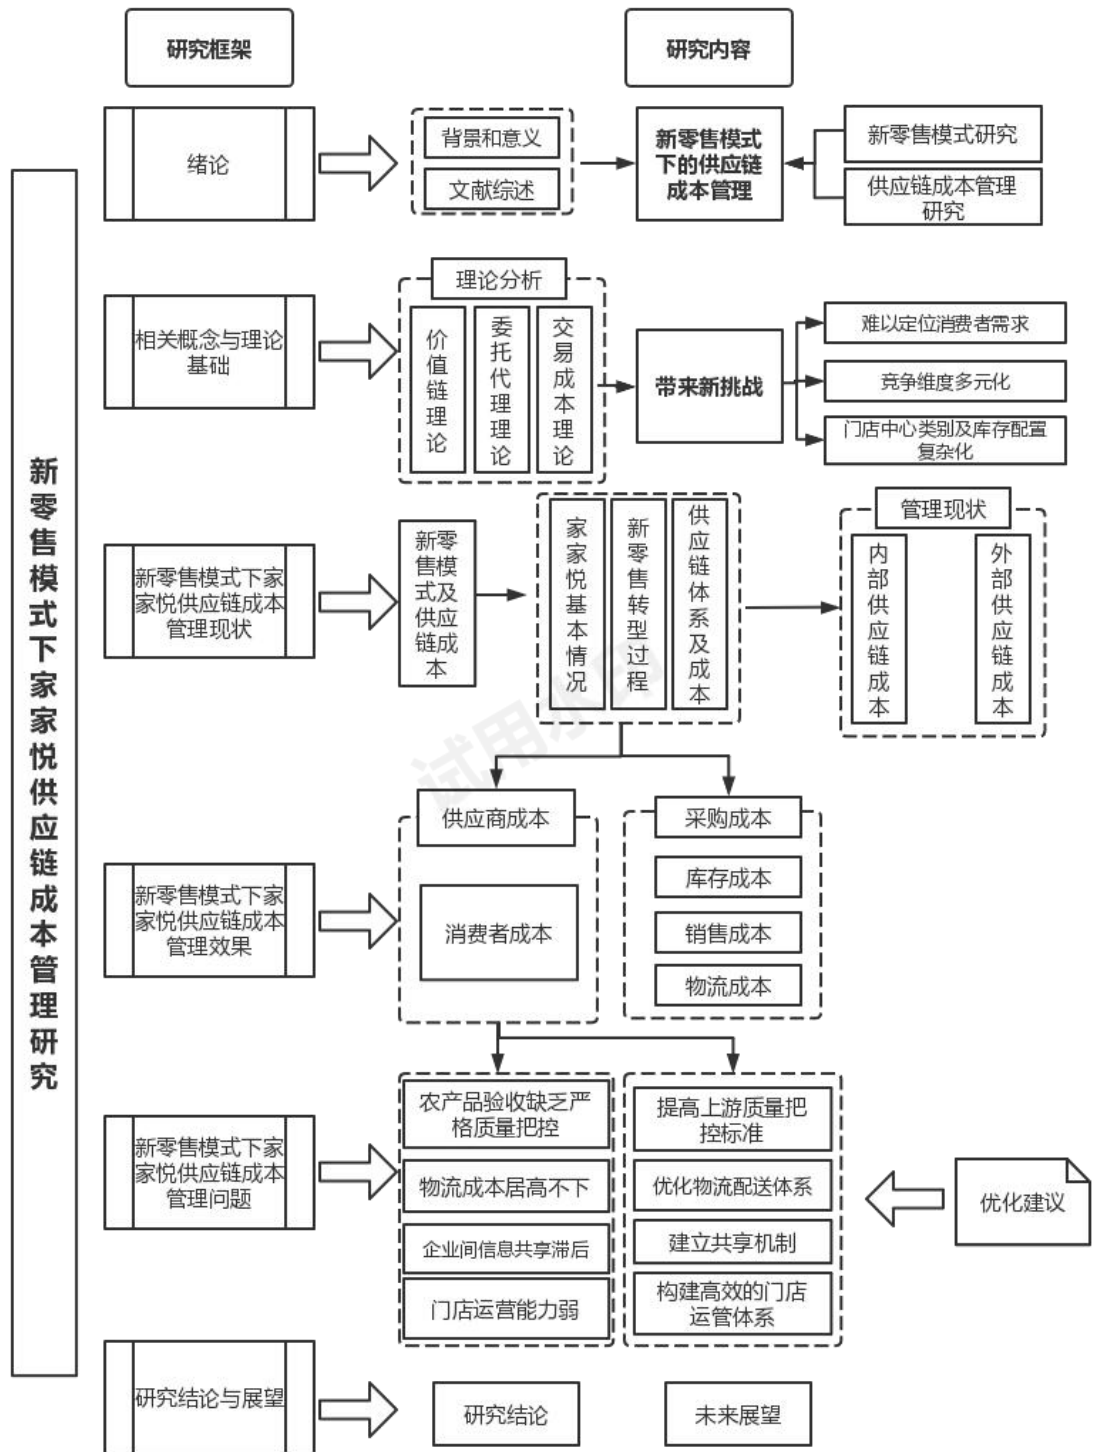 研究框架
研究内容
新零售模式下家家悦供应链成本管理研究
绪论
背景和意义
文献综述
新零售模式
下的供应链
成本管理
新零售模式研究
供应链成本管理
研究
相关概念与理论
基础
理论分析
价值链理论
委托代理理论
交易成本理论
带来新挑战
难以定位消费者需求
竞争维度多元化
门店中心类别及库存配置
复杂化
新零售模式下家
家悦供应链成本
管理现状
新零
售模
式及
供应
链成
本
家家悦基本情况
新零售转型过程
供应链体系及成本
管理现状
内部供应链成本
外部供应链成本
试用水印
新零售模式下家
家悦供应链成本
管理效果
供应商成本
消费者成本
采购成本
库存成本
销售成本
物流成本
新零售模式下家
家悦供应链成本
管理问题
农产品验收缺乏严
格质量把控
物流成本居高不下
企业间信息共享滞后
门店运营能力弱
提高上游质量把
控标准
优化物流配送体系
建立共享机制
构建高效的门店
运管体系
优化建议
研究结论与展望
研究结论
未来展望